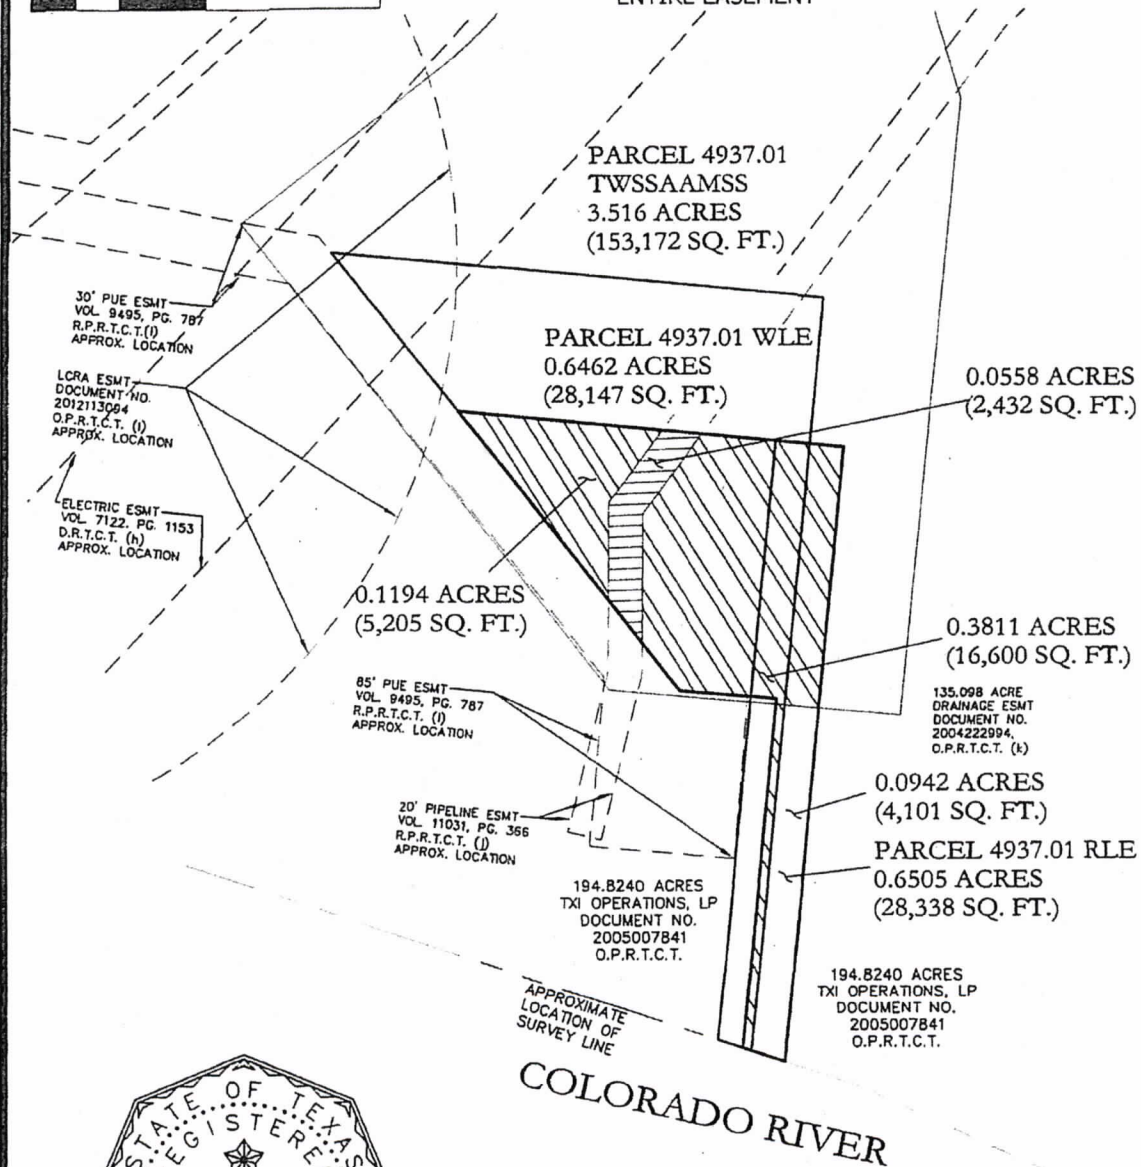 ENTIRE EASEMENT
PARCEL 4937.01
TWSSAAMSS
3.516 ACRES
(153,172 SQ. FT.)
30' PUE ESMT
VOL. 9495, PG. 787
R.P.R.T.C.T.(i)
APPROX. LOCATION
PARCEL 4937.01 WLE
0.6462 ACRES
(28,147 SQ. FT.)
0.0558 ACRES
(2,432 SQ. FT.)
LCRA ESMT
DOCUMENT NO.
2012113094
O.P.R.T.C.T. (l)
APPROX. LOCATION
ELECTRIC ESMT
VOL. 7122, PG. 1153
D.R.T.C.T. (h)
APPROX. LOCATION
0.1194 ACRES
(5,205 SQ. FT.)
0.3811 ACRES
(16,600 SQ. FT.)
85' PUE ESMT
VOL. 9495, PG. 787
R.P.R.T.C.T. (i)
APPROX. LOCATION
135.098 ACRE
DRAINAGE ESMT
DOCUMENT NO.
2004222994,
O.P.R.T.C.T. (k)
0.0942 ACRES
(4,101 SQ. FT.)
20' PIPELINE ESMT
VOL. 11031, PG. 366
R.P.R.T.C.T. (j)
APPROX. LOCATION
PARCEL 4937.01 RLE
0.6505 ACRES
(28,338 SQ. FT.)
194.8240 ACRES
TXI OPERATIONS, LP
DOCUMENT NO.
2005007841
O.P.R.T.C.T.
194.8240 ACRES
TXI OPERATIONS, LP
DOCUMENT NO.
2005007841
O.P.R.T.C.T.
APPROXIMATE
LOCATION OF
SURVEY LINE
COLORADO RIVER
STATE OF TEXAS
REGISTERE